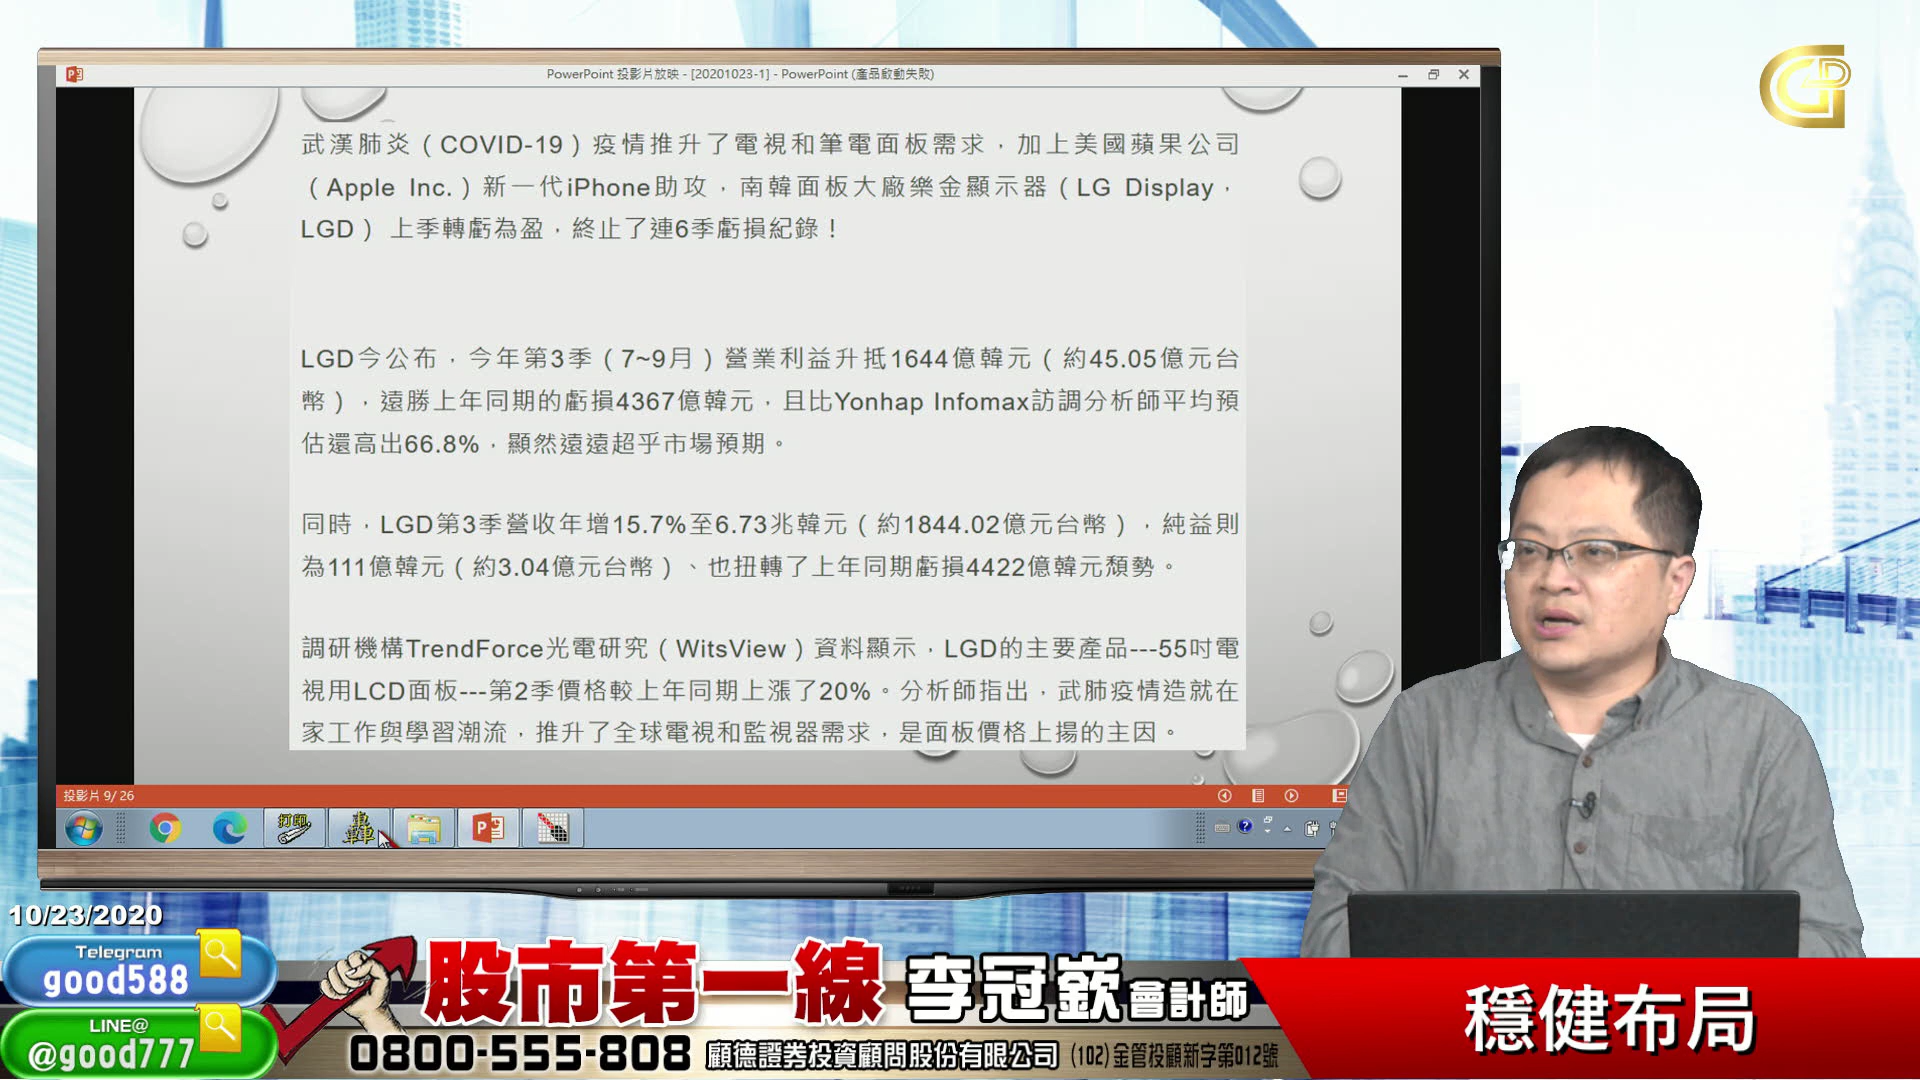 PowerPoint 投影片放映 - [20201023-1] - PowerPoint (產品啟動失敗)
武漢肺炎（COVID-19）疫情推升了電視和筆電面板需求，加上美國蘋果公司
（Apple Inc.）新一代iPhone助攻，南韓面板大廠樂金顯示器（LG Display，
LGD） 上季轉虧為盈，終止了連6季虧損紀錄！
LGD今公布，今年第3季（7~9月）營業利益升抵1644億韓元（約45.05億元台
幣），遠勝上年同期的虧損4367億韓元，且比Yonhap Infomax訪調分析師平均預
估還高出66.8%，顯然遠遠超乎市場預期。
同時，LGD第3季營收年增15.7%至6.73兆韓元（約1844.02億元台幣），純益則
為111億韓元（約3.04億元台幣）、也扭轉了上年同期虧損4422億韓元頹勢。
調研機構TrendForce光電研究（WitsView）資料顯示，LGD的主要產品---55吋電
視用LCD面板---第2季價格較上年同期上漲了20%。分析師指出，武肺疫情造就在
家工作與學習潮流，推升了全球電視和監視器需求，是面板價格上揚的主因。
投影片 9/ 26
打印
10/23/2020
Telegram
good588
LINE@
@good777
股市第一線 李冠嶔 會計師
0800-555-808 顧德證券投資顧問股份有限公司 (102)金管投顧新字第012號
穩健布局